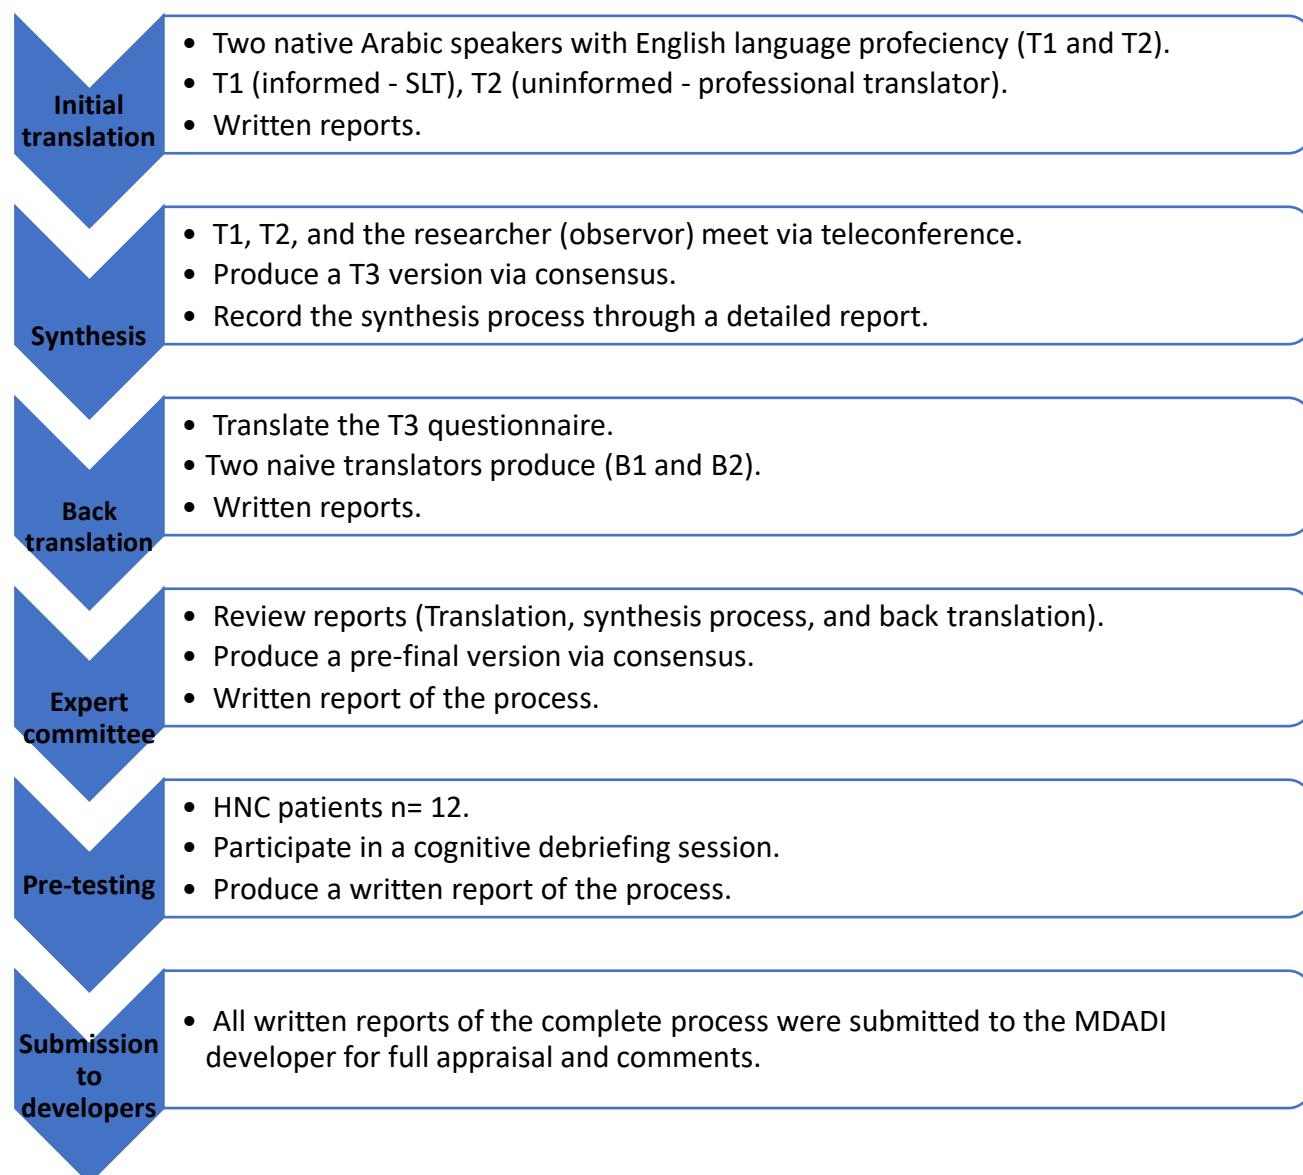 Initial
translation
• Two native Arabic speakers with English language profeciency (T1 and T2).
• T1 (informed - SLT), T2 (uninformed - professional translator).
• Written reports.
Synthesis
• T1, T2, and the researcher (observor) meet via teleconference.
• Produce a T3 version via consensus.
• Record the synthesis process through a detailed report.
Back
translation
• Translate the T3 questionnaire.
• Two naive translators produce (B1 and B2).
• Written reports.
Expert
committee
• Review reports (Translation, synthesis process, and back translation).
• Produce a pre-final version via consensus.
• Written report of the process.
Pre-testing
• HNC patients n= 12.
• Participate in a cognitive debriefing session.
• Produce a written report of the process.
Submission
to
developers
• All written reports of the complete process were submitted to the MDADI
developer for full appraisal and comments.